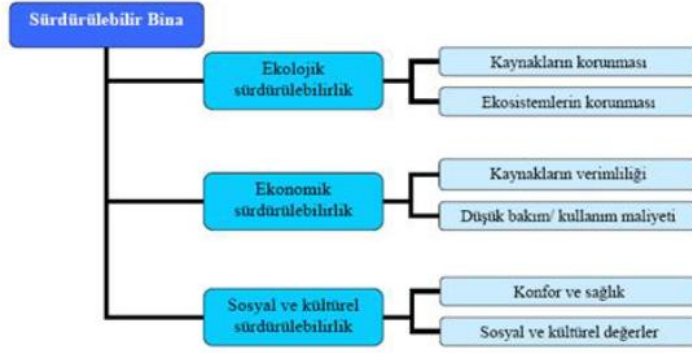 Sürdürülebilir Bina
Ekolojik
sürdürülebilirlik
Kaynakların korunması
Ekosistemlerin korunması
Ekonomik
sürdürülebilirlik
Kaynakların verimliliği
Düşük bakım/ kullanım maliyeti
Sosyal ve kültürel
sürdürülebilirlik
Konfor ve sağlık
Sosyal ve kültürel değerler